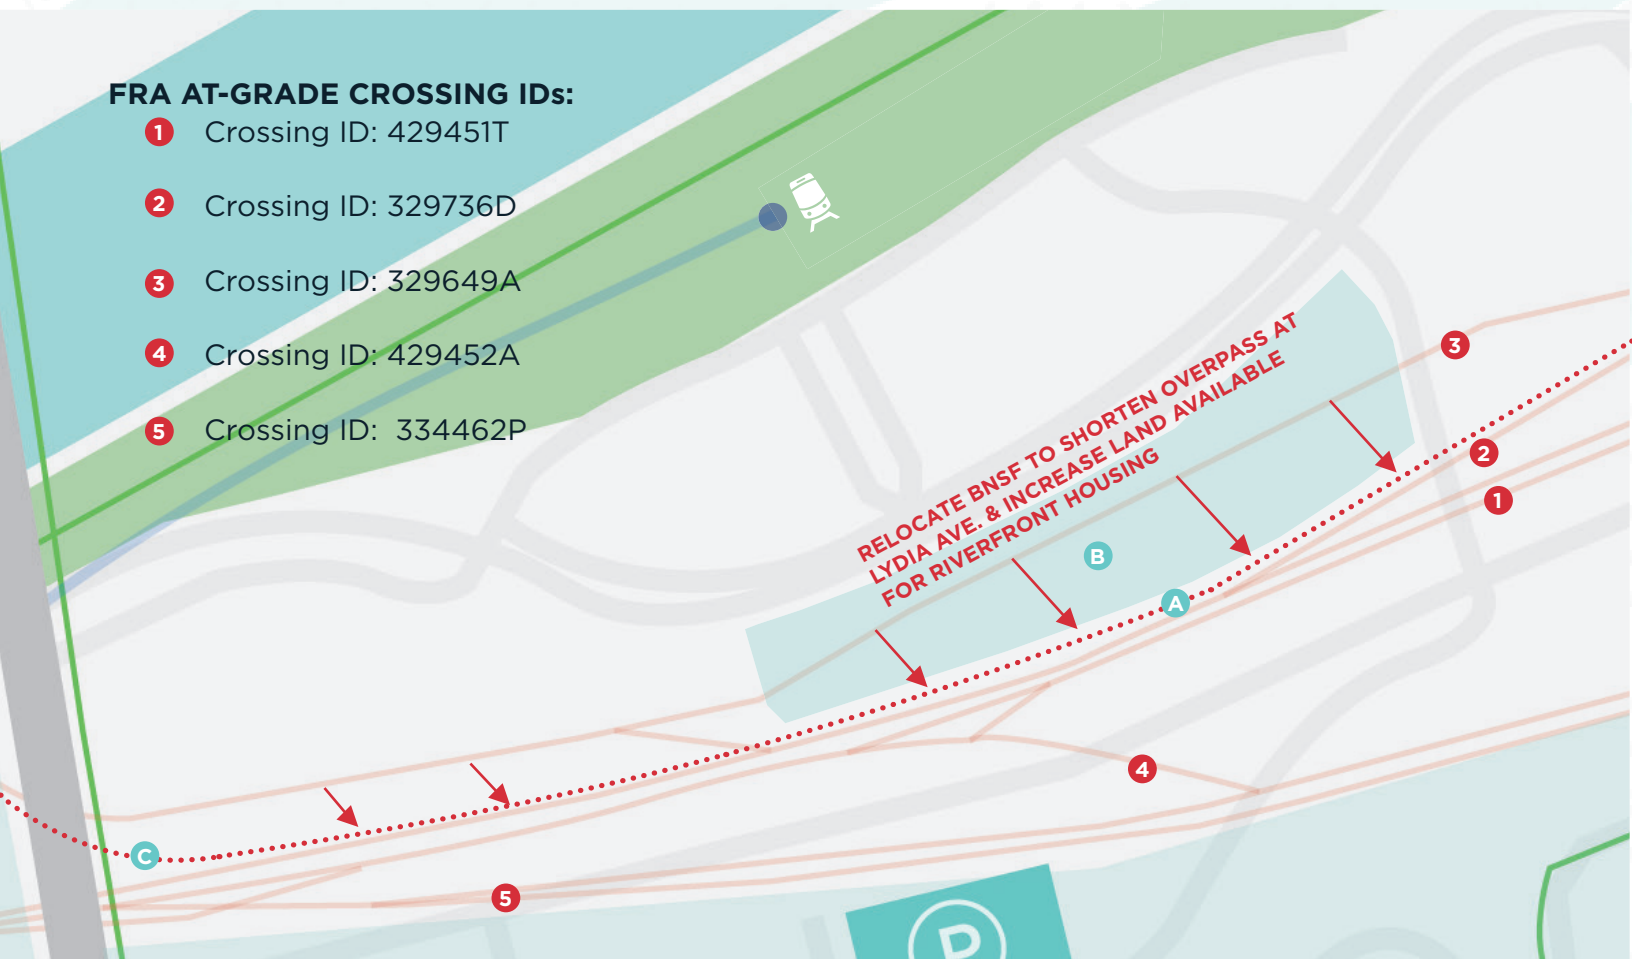 FRA AT-GRADE CROSSING IDs:
1 Crossing ID: 429451T
2 Crossing ID: 329736D
3 Crossing ID: 329649A
4 Crossing ID: 429452A
5 Crossing ID: 334462P
RELOCATE BNSF TO SHORTEN OVERPASS AT
LYDIA AVE. & INCREASE LAND AVAILABLE
FOR RIVERFRONT HOUSING
3
2
1
B
A
4
C
5
P